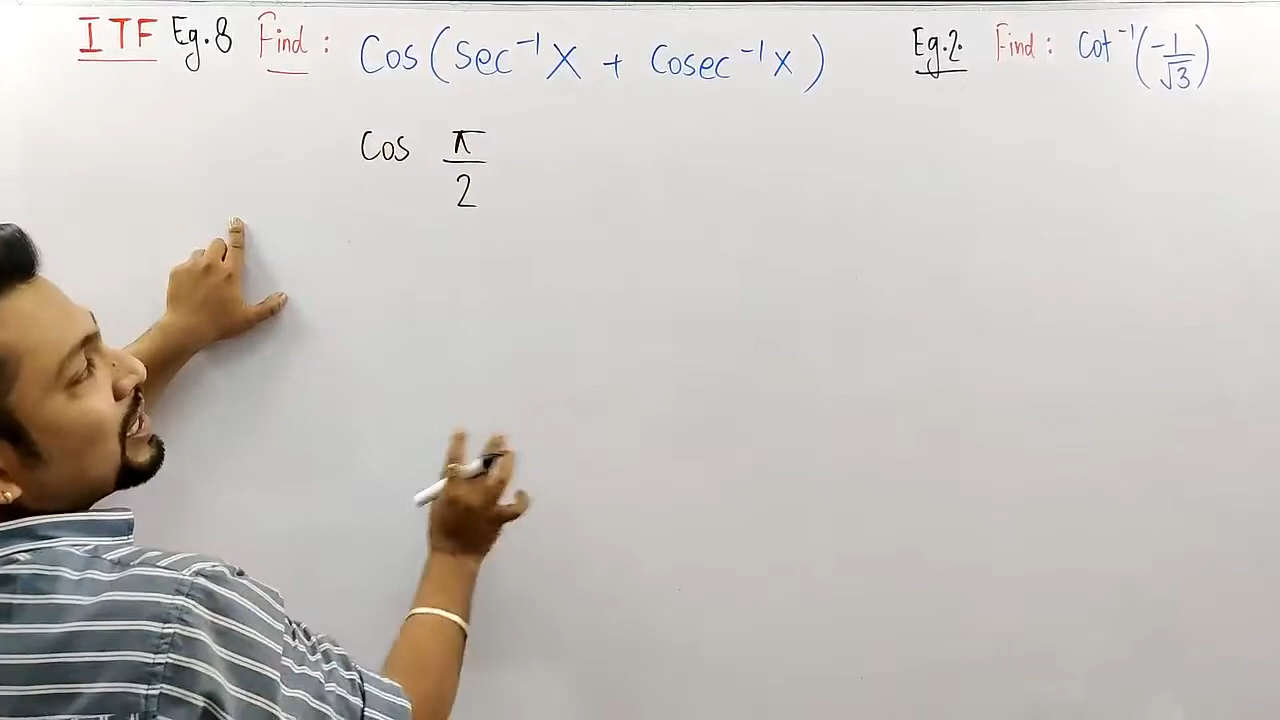 ITF Eg.8 Find : Cos(Sec⁻¹x + Cosec⁻¹x)
Cos π/2
Eg.2. Find : Cot⁻¹(-1/√3)